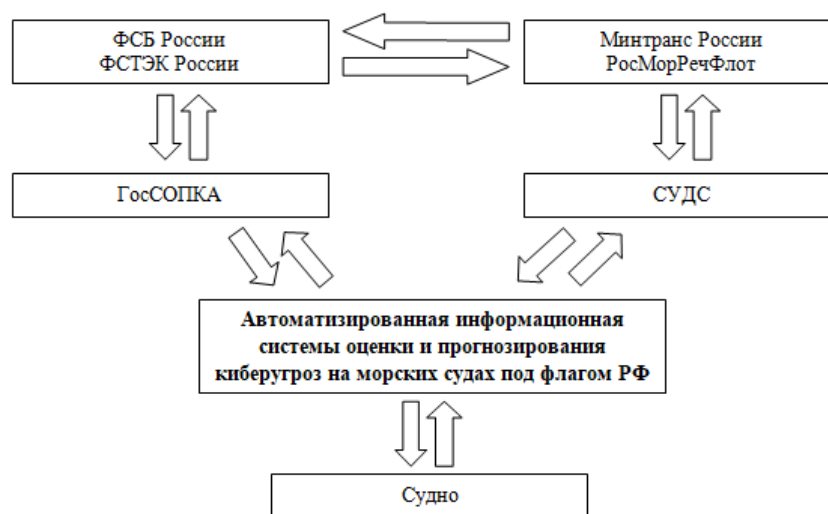 ФСБ России
ФСТЭК России
Минтранс России
РосМорРечФлот
ГосСОПКА
СУДС
Автоматизированная информационная
системы оценки и прогнозирования
киберугроз на морских судах под флагом РФ
Судно